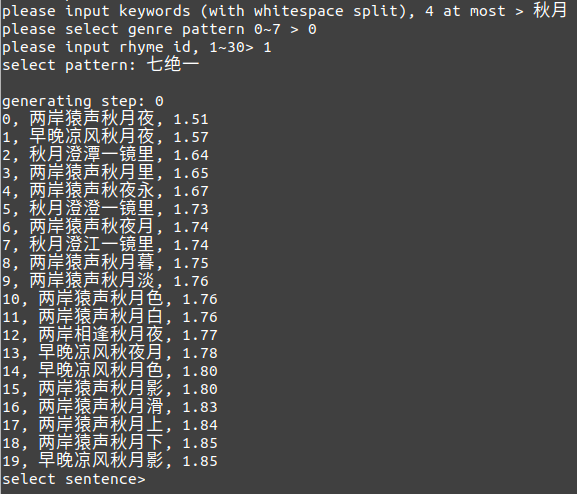 please input keywords (with whitespace split), 4 at most > 秋月
please select genre pattern 0~7 > 0
please input rhyme id, 1~30> 1
select pattern: 七绝一
generating step: 0
0, 两岸猿声秋月夜, 1.51
1, 早晚凉风秋月夜, 1.57
2, 秋月澄潭一镜里, 1.64
3, 两岸猿声秋月里, 1.65
4, 两岸猿声秋夜永, 1.67
5, 秋月澄澄一镜里, 1.73
6, 两岸猿声秋夜月, 1.74
7, 秋月澄江一镜里, 1.74
8, 两岸猿声秋月暮, 1.75
9, 两岸猿声秋月淡, 1.76
10, 两岸猿声秋月色, 1.76
11, 两岸猿声秋月白, 1.76
12, 两岸相逢秋月夜, 1.77
13, 早晚凉风秋夜月, 1.78
14, 早晚凉风秋月色, 1.80
15, 两岸猿声秋月影, 1.80
16, 两岸猿声秋月滑, 1.83
17, 两岸猿声秋月上, 1.84
18, 两岸猿声秋月下, 1.85
19, 早晚凉风秋月影, 1.85
select sentence>